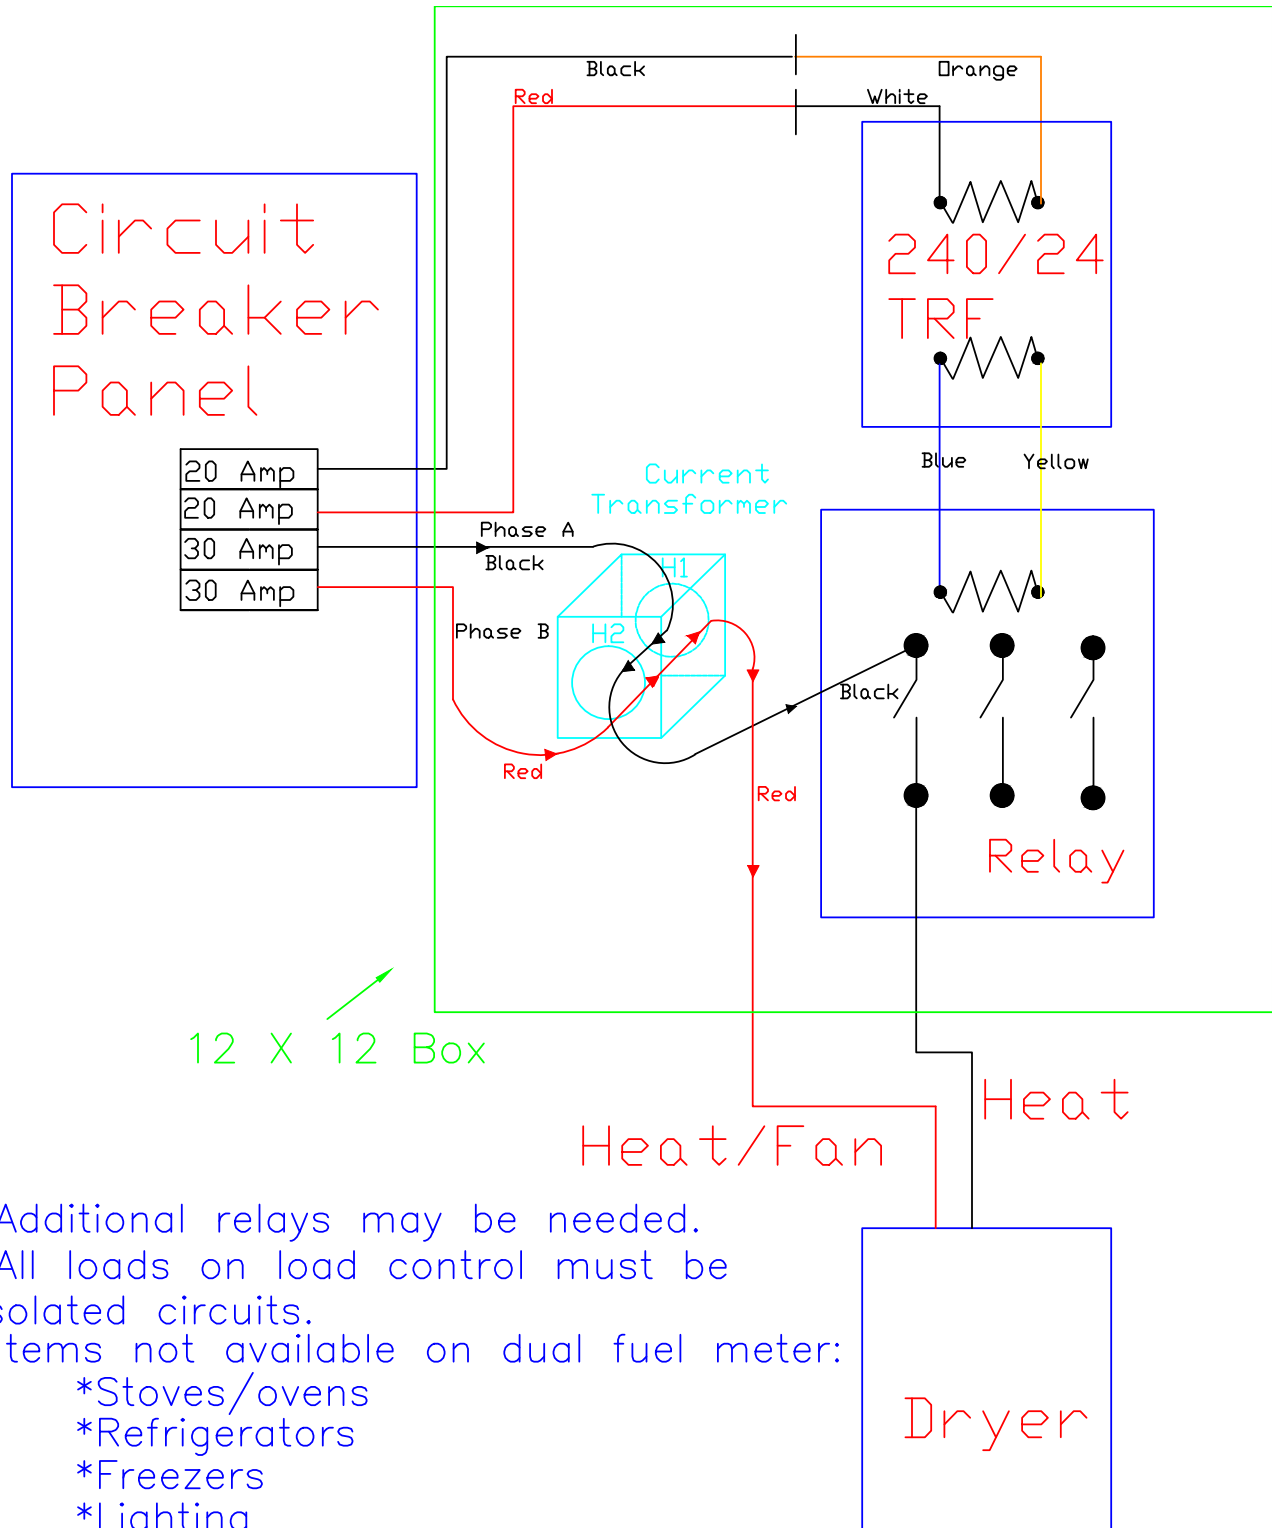 Black
Orange
Red
White
Circuit
Breaker
Panel
240/24
TRF
20 Amp
20 Amp
30 Amp
30 Amp
Blue
Yellow
Current
Transformer
Phase A
Black
H1
Phase B
H2
Black
Red
Red
Relay
12 X 12 Box
Heat
Heat/Fan
Additional relays may be needed.
All loads on load control must be
solated circuits.
tems not available on dual fuel meter:
*Stoves/ovens
*Refrigerators
*Freezers
*Lighting
Dryer